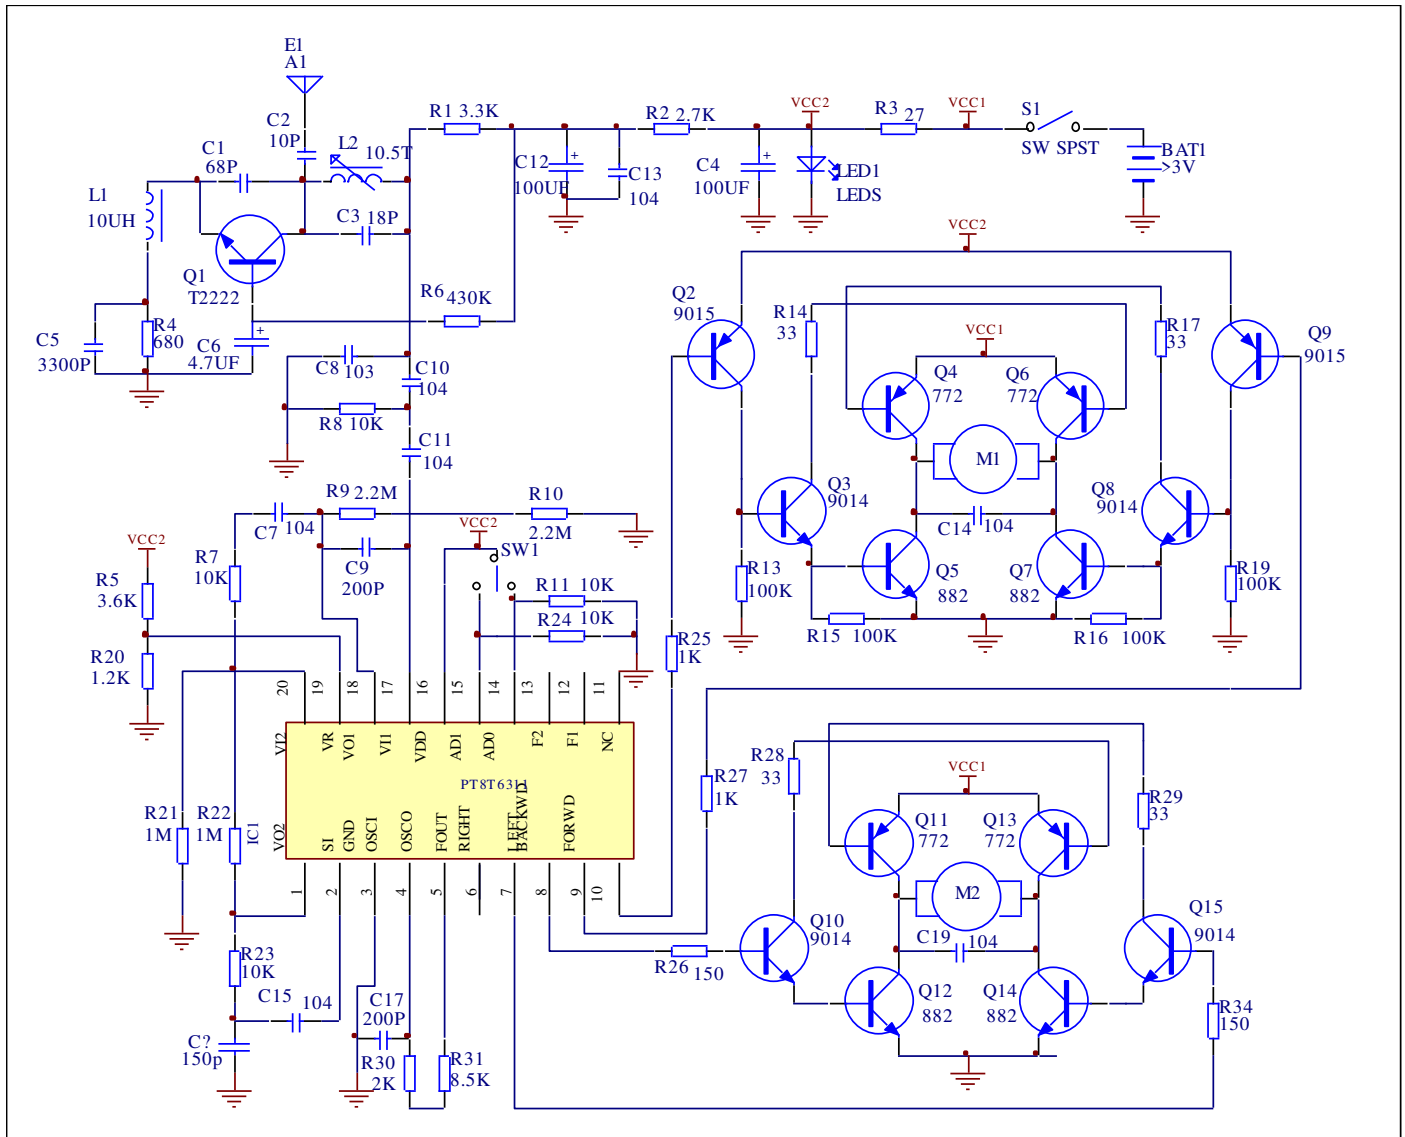 E1
A1
C2
10P
L2
10.5T
C1
68P
L1
10UH
C3 18P
Q1
T2222
R4
680
C5
3300P
C6
4.7UF
R1 3.3K
R6
430K
C12
100UF
C13
104
R2 2.7K
C4
100UF
VCC2
LED1
LEDS
R3
27
VCC1
S1
SW SPST
BAT1
>3V
C8
103
R8 10K
C10
104
C11
104
R9 2.2M
C7
104
C9
200P
R10
2.2M
VCC2
SW1
R11 10K
R24 10K
VCC2
R5
3.6K
R20
1.2K
R7
10K
VCC2
Q2
9015
R14
33
VCC1
R17
33
Q9
9015
Q4
772
Q6
772
M1
Q3
9014
Q8
9014
C14 104
Q5
882
Q7
882
R13
100K
R15 100K
R16 100K
R19
100K
R25
1K
20
19
18
17
16
15
14
13
12
11
VI2
VR
VO1
VI1
VDD
AD1
AD0
F2
F1
NC
PT8T6311
IC1
VO2
SI
GND
OSCI
OSCO
FOUT
RIGHT
LEFT
BACKWD
FORWD
1
2
3
4
5
6
7
8
9
10
R21
1M
R22
1M
R23
10K
C15 104
C?
150p
C17
200P
R30
2K
R31
8.5K
R27
1K
R26 150
R28
33
VCC1
R29
33
Q11
772
Q13
772
M2
Q10
9014
Q15
9014
C19
104
Q12
882
Q14
882
R34
150